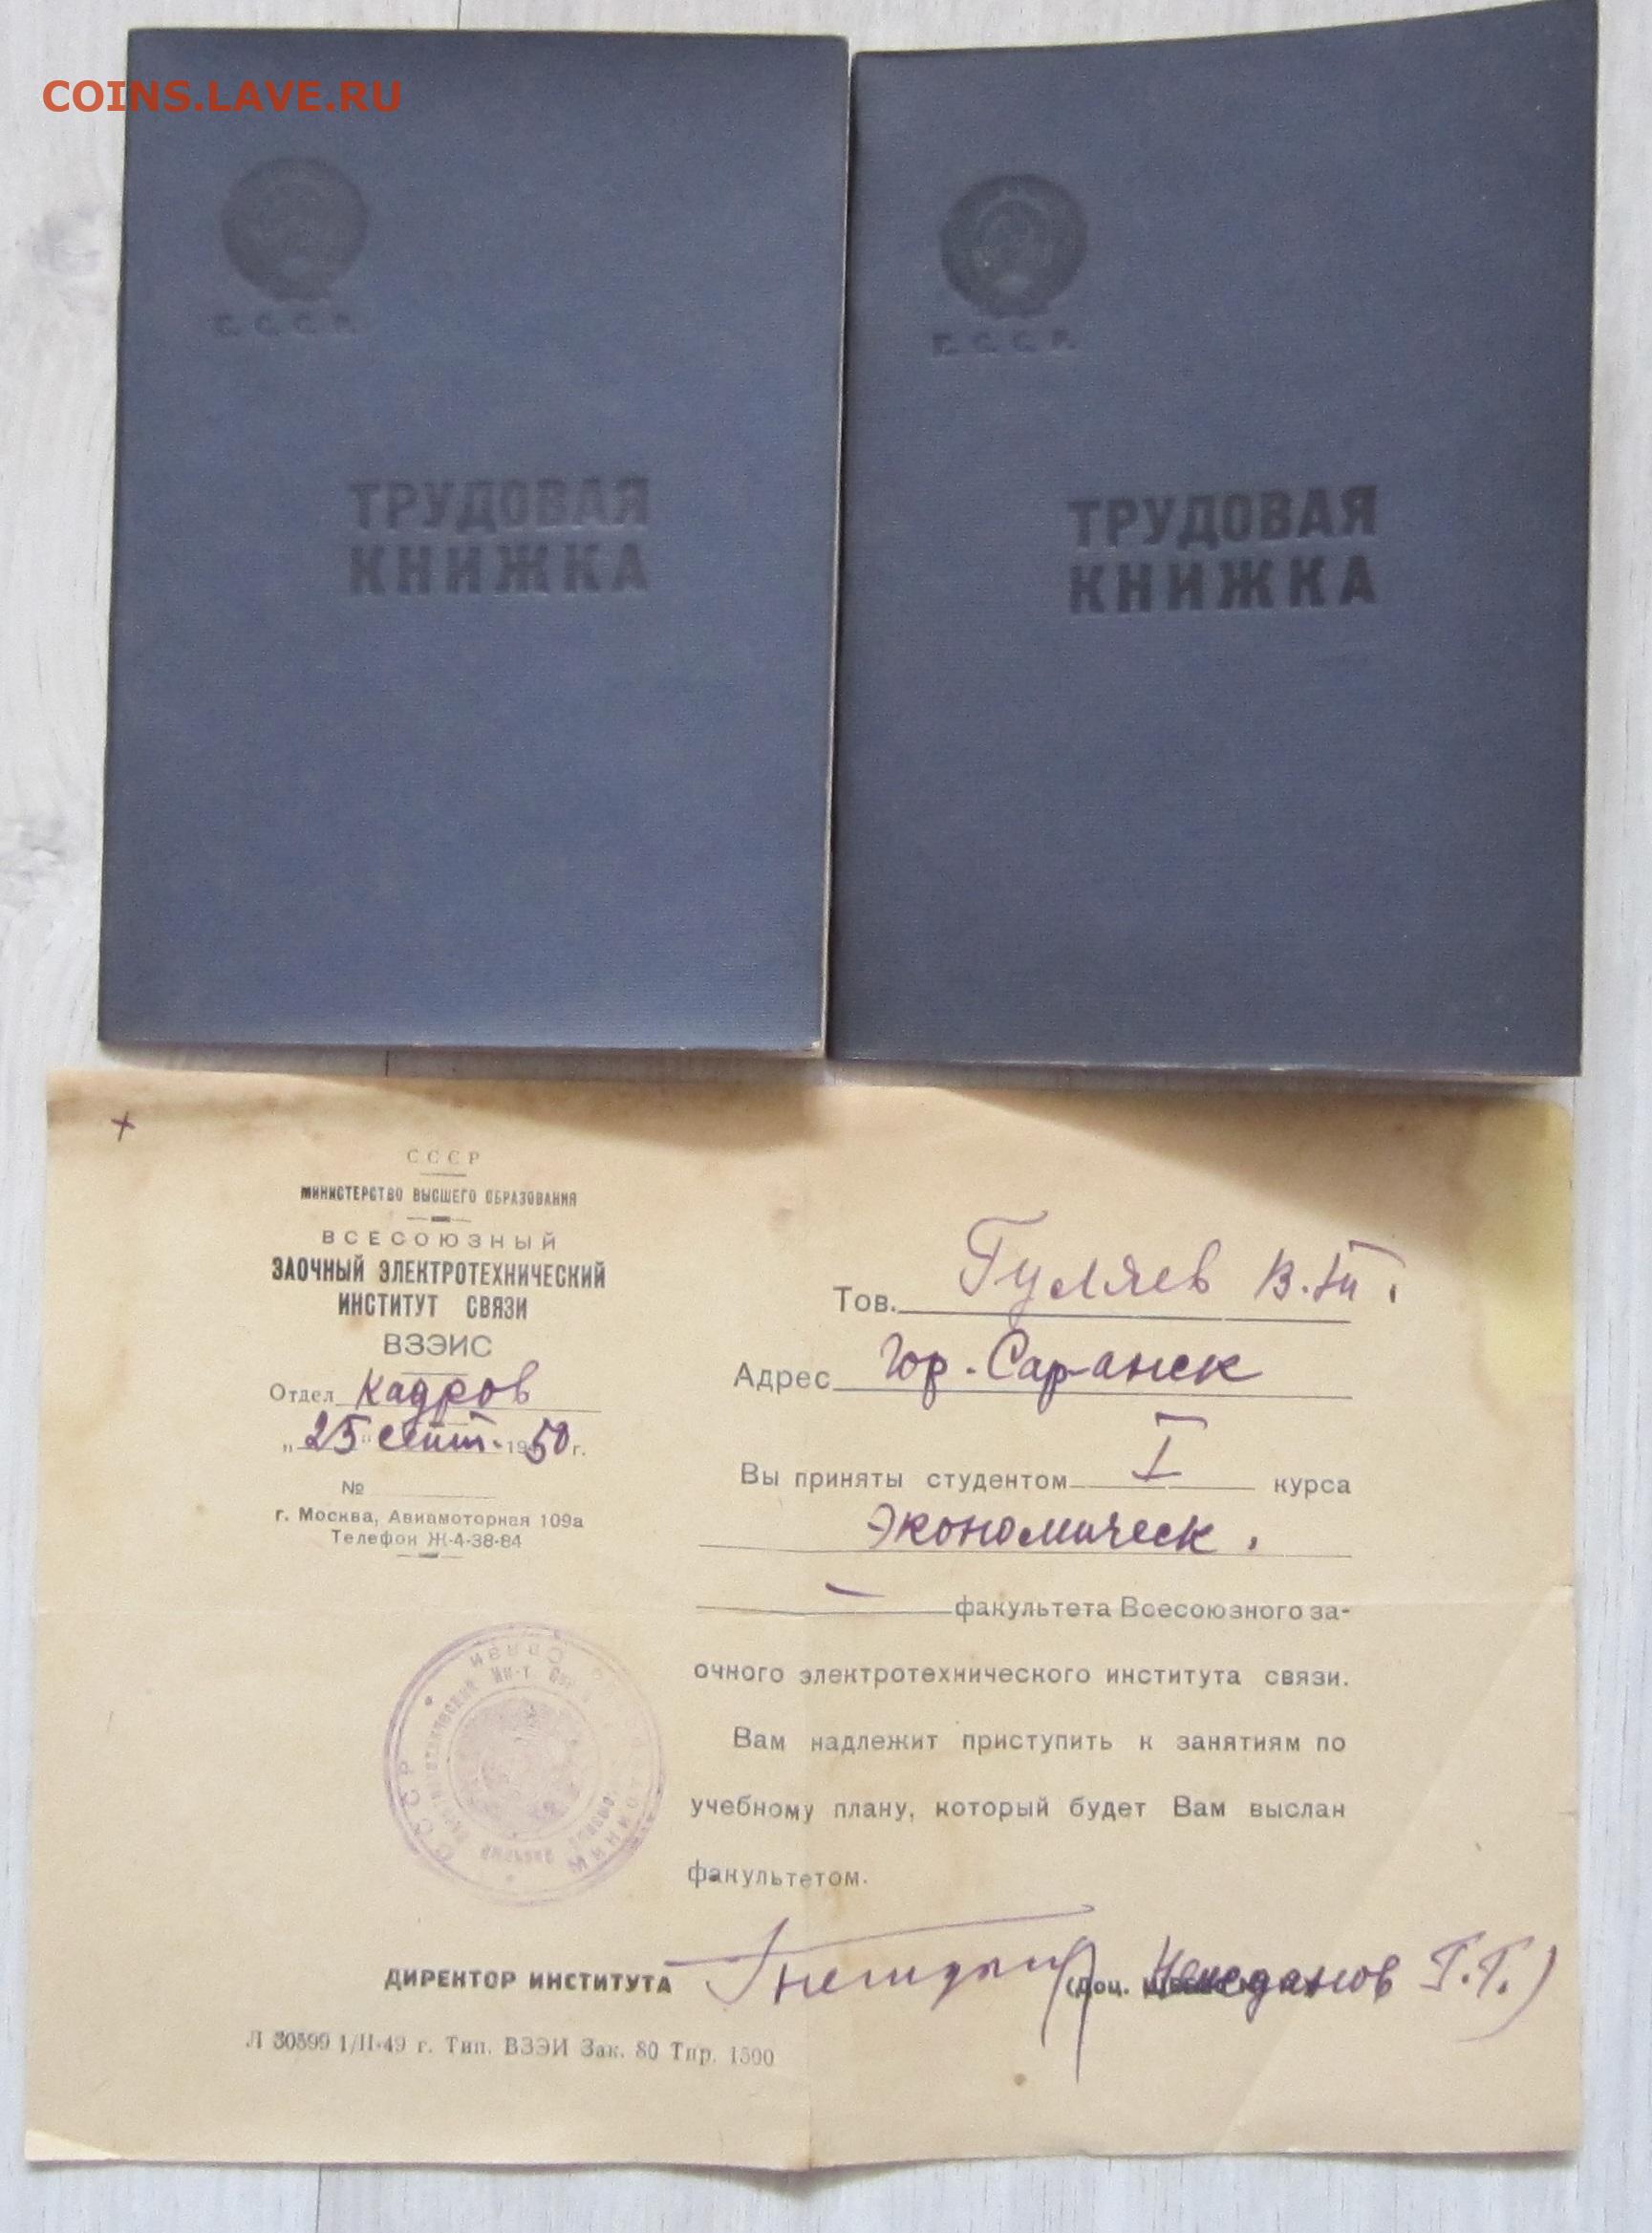 COINS.LAVE.RU
С. С. С. Р.
ТРУДОВАЯ
КНИЖКА
С. С. С. Р.
ТРУДОВАЯ
КНИЖКА
СССР
МИНИСТЕРСТВО ВЫСШЕГО ОБРАЗОВАНИЯ
ВСЕСОЮЗНЫЙ
ЗАОЧНЫЙ ЭЛЕКТРОТЕХНИЧЕСКИЙ
ИНСТИТУТ СВЯЗИ
ВЗЭИС
Отдел кадров
„25“ сент. 1950 г.
№
г. Москва, Авиамоторная 109а
Телефон Ж-4-38-84
Тов. Гуляев В.
Адрес гор. Саранск
Вы приняты студентом I курса
Экономическ.
факультета Всесоюзного за-
очного электротехнического института связи.
Вам надлежит приступить к занятиям по
учебному плану, который будет Вам выслан
факультетом.
СССР
Связи
ДИРЕКТОР ИНСТИТУТА
(Доц. Г.Г.)
Л 30599 1/II-49 г. Тип. ВЗЭИ Зак. 80 Тир. 1500